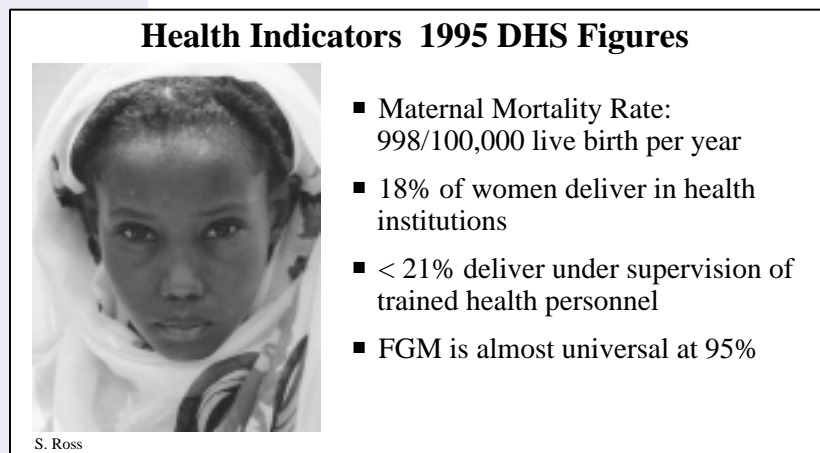 Health Indicators 1995 DHS Figures
■ Maternal Mortality Rate:
998/100,000 live birth per year
■ 18% of women deliver in health
institutions
■ < 21% deliver under supervision of
trained health personnel
■ FGM is almost universal at 95%
S. Ross